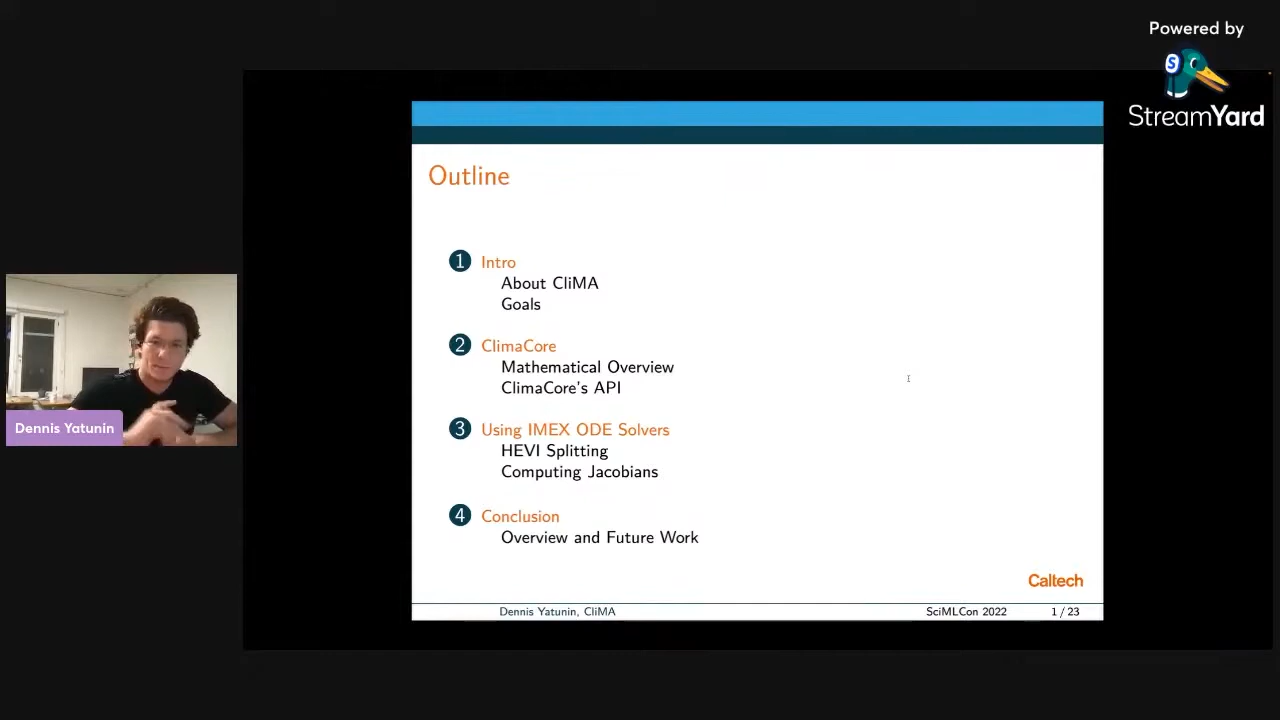 Powered by
StreamYard
Outline
1 Intro
About CliMA
Goals
2 ClimaCore
Mathematical Overview
ClimaCore's API
3 Using IMEX ODE Solvers
HEVI Splitting
Computing Jacobians
4 Conclusion
Overview and Future Work
Caltech
Dennis Yatunin, CliMA SciMLCon 2022 1 / 23
Dennis Yatunin